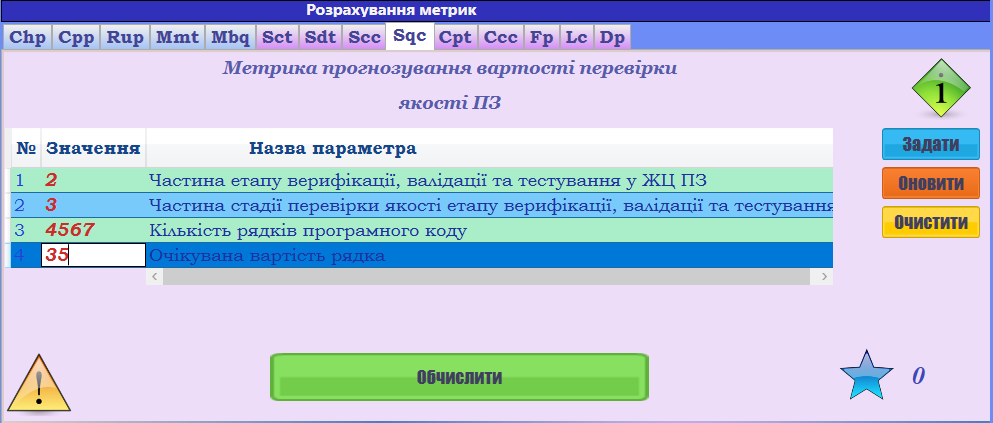 Розрахування метрик
Chp Cpp Rup Mmt Mbq Sct Sdt Scc Sqc Cpt Ccc Fp Lc Dp
Метрика прогнозування вартості перевірки
якості ПЗ
№ Значення Назва параметра
1 2 Частина етапу верифікації, валідації та тестування у ЖЦ ПЗ
2 3 Частина стадії перевірки якості етапу верифікації, валідації та тестування
3 4567 Кількість рядків програмного коду
4 35 Очікувана вартість рядка
Задати
Оновити
Очистити
Обчислити
0